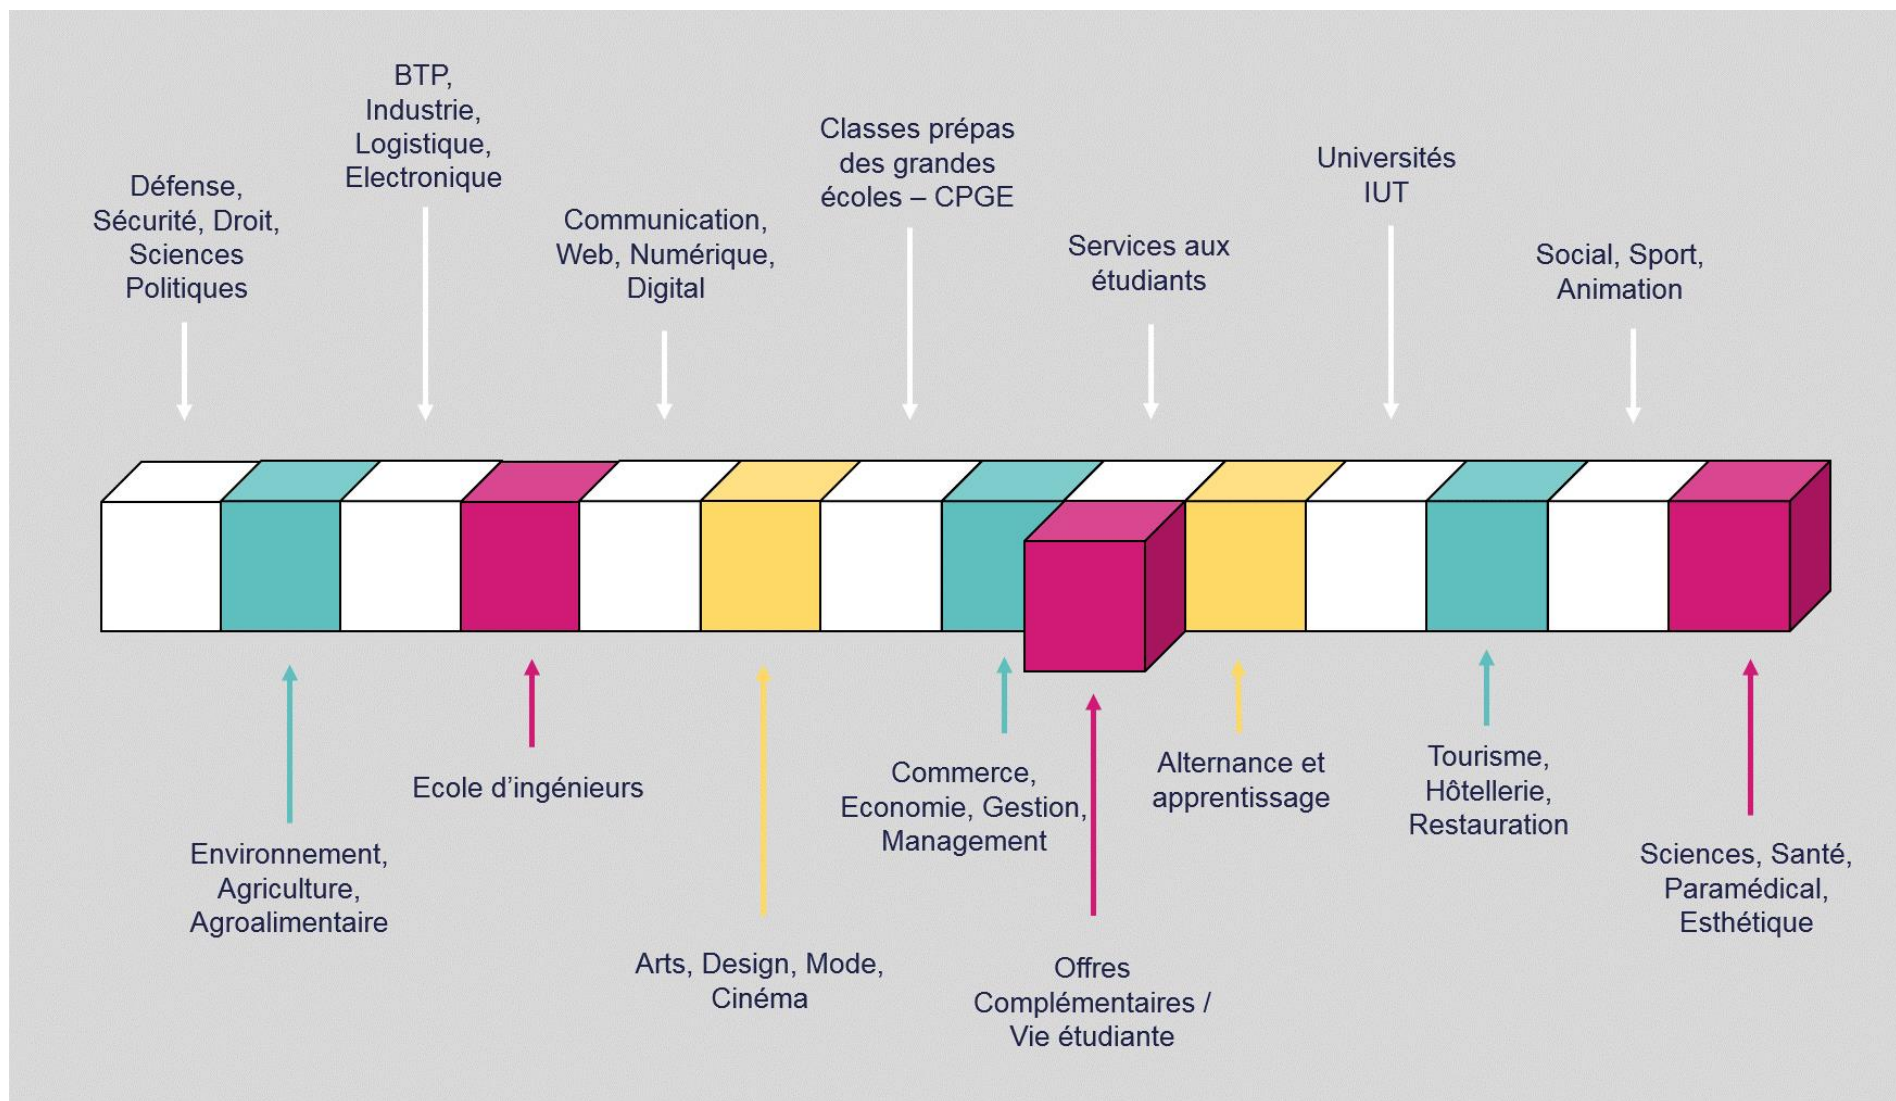 BTP,
Industrie,
Logistique,
Electronique
Défense,
Sécurité, Droit,
Sciences
Politiques
Communication,
Web, Numérique,
Digital
Classes prépas
des grandes
écoles – CPGE
Services aux
étudiants
Universités
IUT
Social, Sport,
Animation
Environnement,
Agriculture,
Agroalimentaire
Ecole d’ingénieurs
Arts, Design, Mode,
Cinéma
Commerce,
Economie, Gestion,
Management
Offres
Complémentaires /
Vie étudiante
Alternance et
apprentissage
Tourisme,
Hôtellerie,
Restauration
Sciences, Santé,
Paramédical,
Esthétique